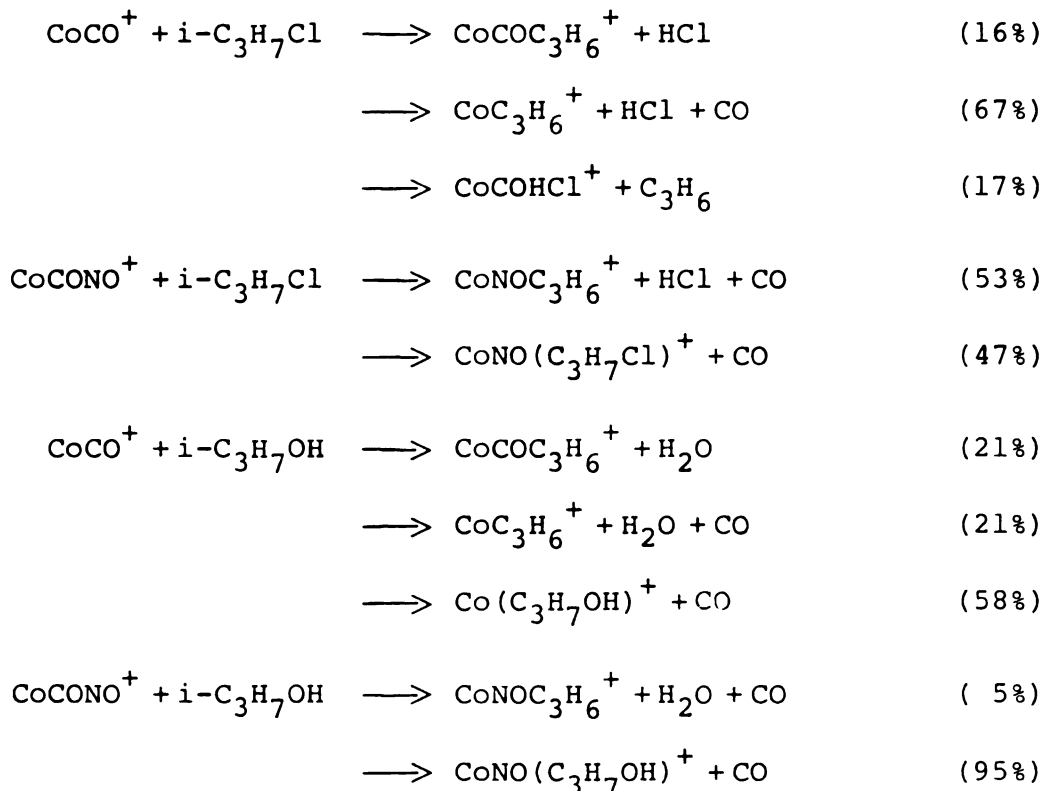 CoCO⁺ + i-C₃H₇Cl ⟶ CoCOC₃H₆⁺ + HCl (16%)
⟶ CoC₃H₆⁺ + HCl + CO (67%)
⟶ CoCOHCl⁺ + C₃H₆ (17%)
CoCONO⁺ + i-C₃H₇Cl ⟶ CoNOC₃H₆⁺ + HCl + CO (53%)
⟶ CoNO(C₃H₇Cl)⁺ + CO (47%)
CoCO⁺ + i-C₃H₇OH ⟶ CoCOC₃H₆⁺ + H₂O (21%)
⟶ CoC₃H₆⁺ + H₂O + CO (21%)
⟶ Co(C₃H₇OH)⁺ + CO (58%)
CoCONO⁺ + i-C₃H₇OH ⟶ CoNOC₃H₆⁺ + H₂O + CO ( 5%)
⟶ CoNO(C₃H₇OH)⁺ + CO (95%)